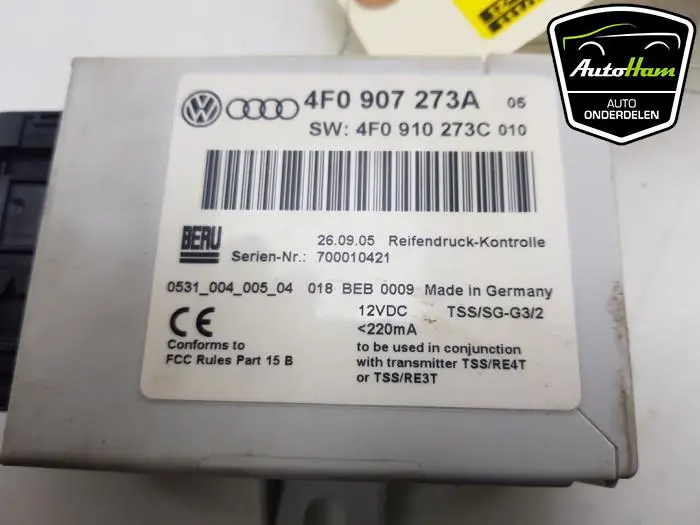 AutoHam
AUTO
ONDERDELEN
4F0 907 273A 05
SW: 4F0 910 273C 010
BERU
26.09.05 Reifendruck-Kontrolle
Serien-Nr.: 700010421
0531_004_005_04 018 BEB 0009 Made in Germany
CE
12VDC TSS/SG-G3/2
<220mA
Conforms to
FCC Rules Part 15 B
to be used in conjunction
with transmitter TSS/RE4T
or TSS/RE3T